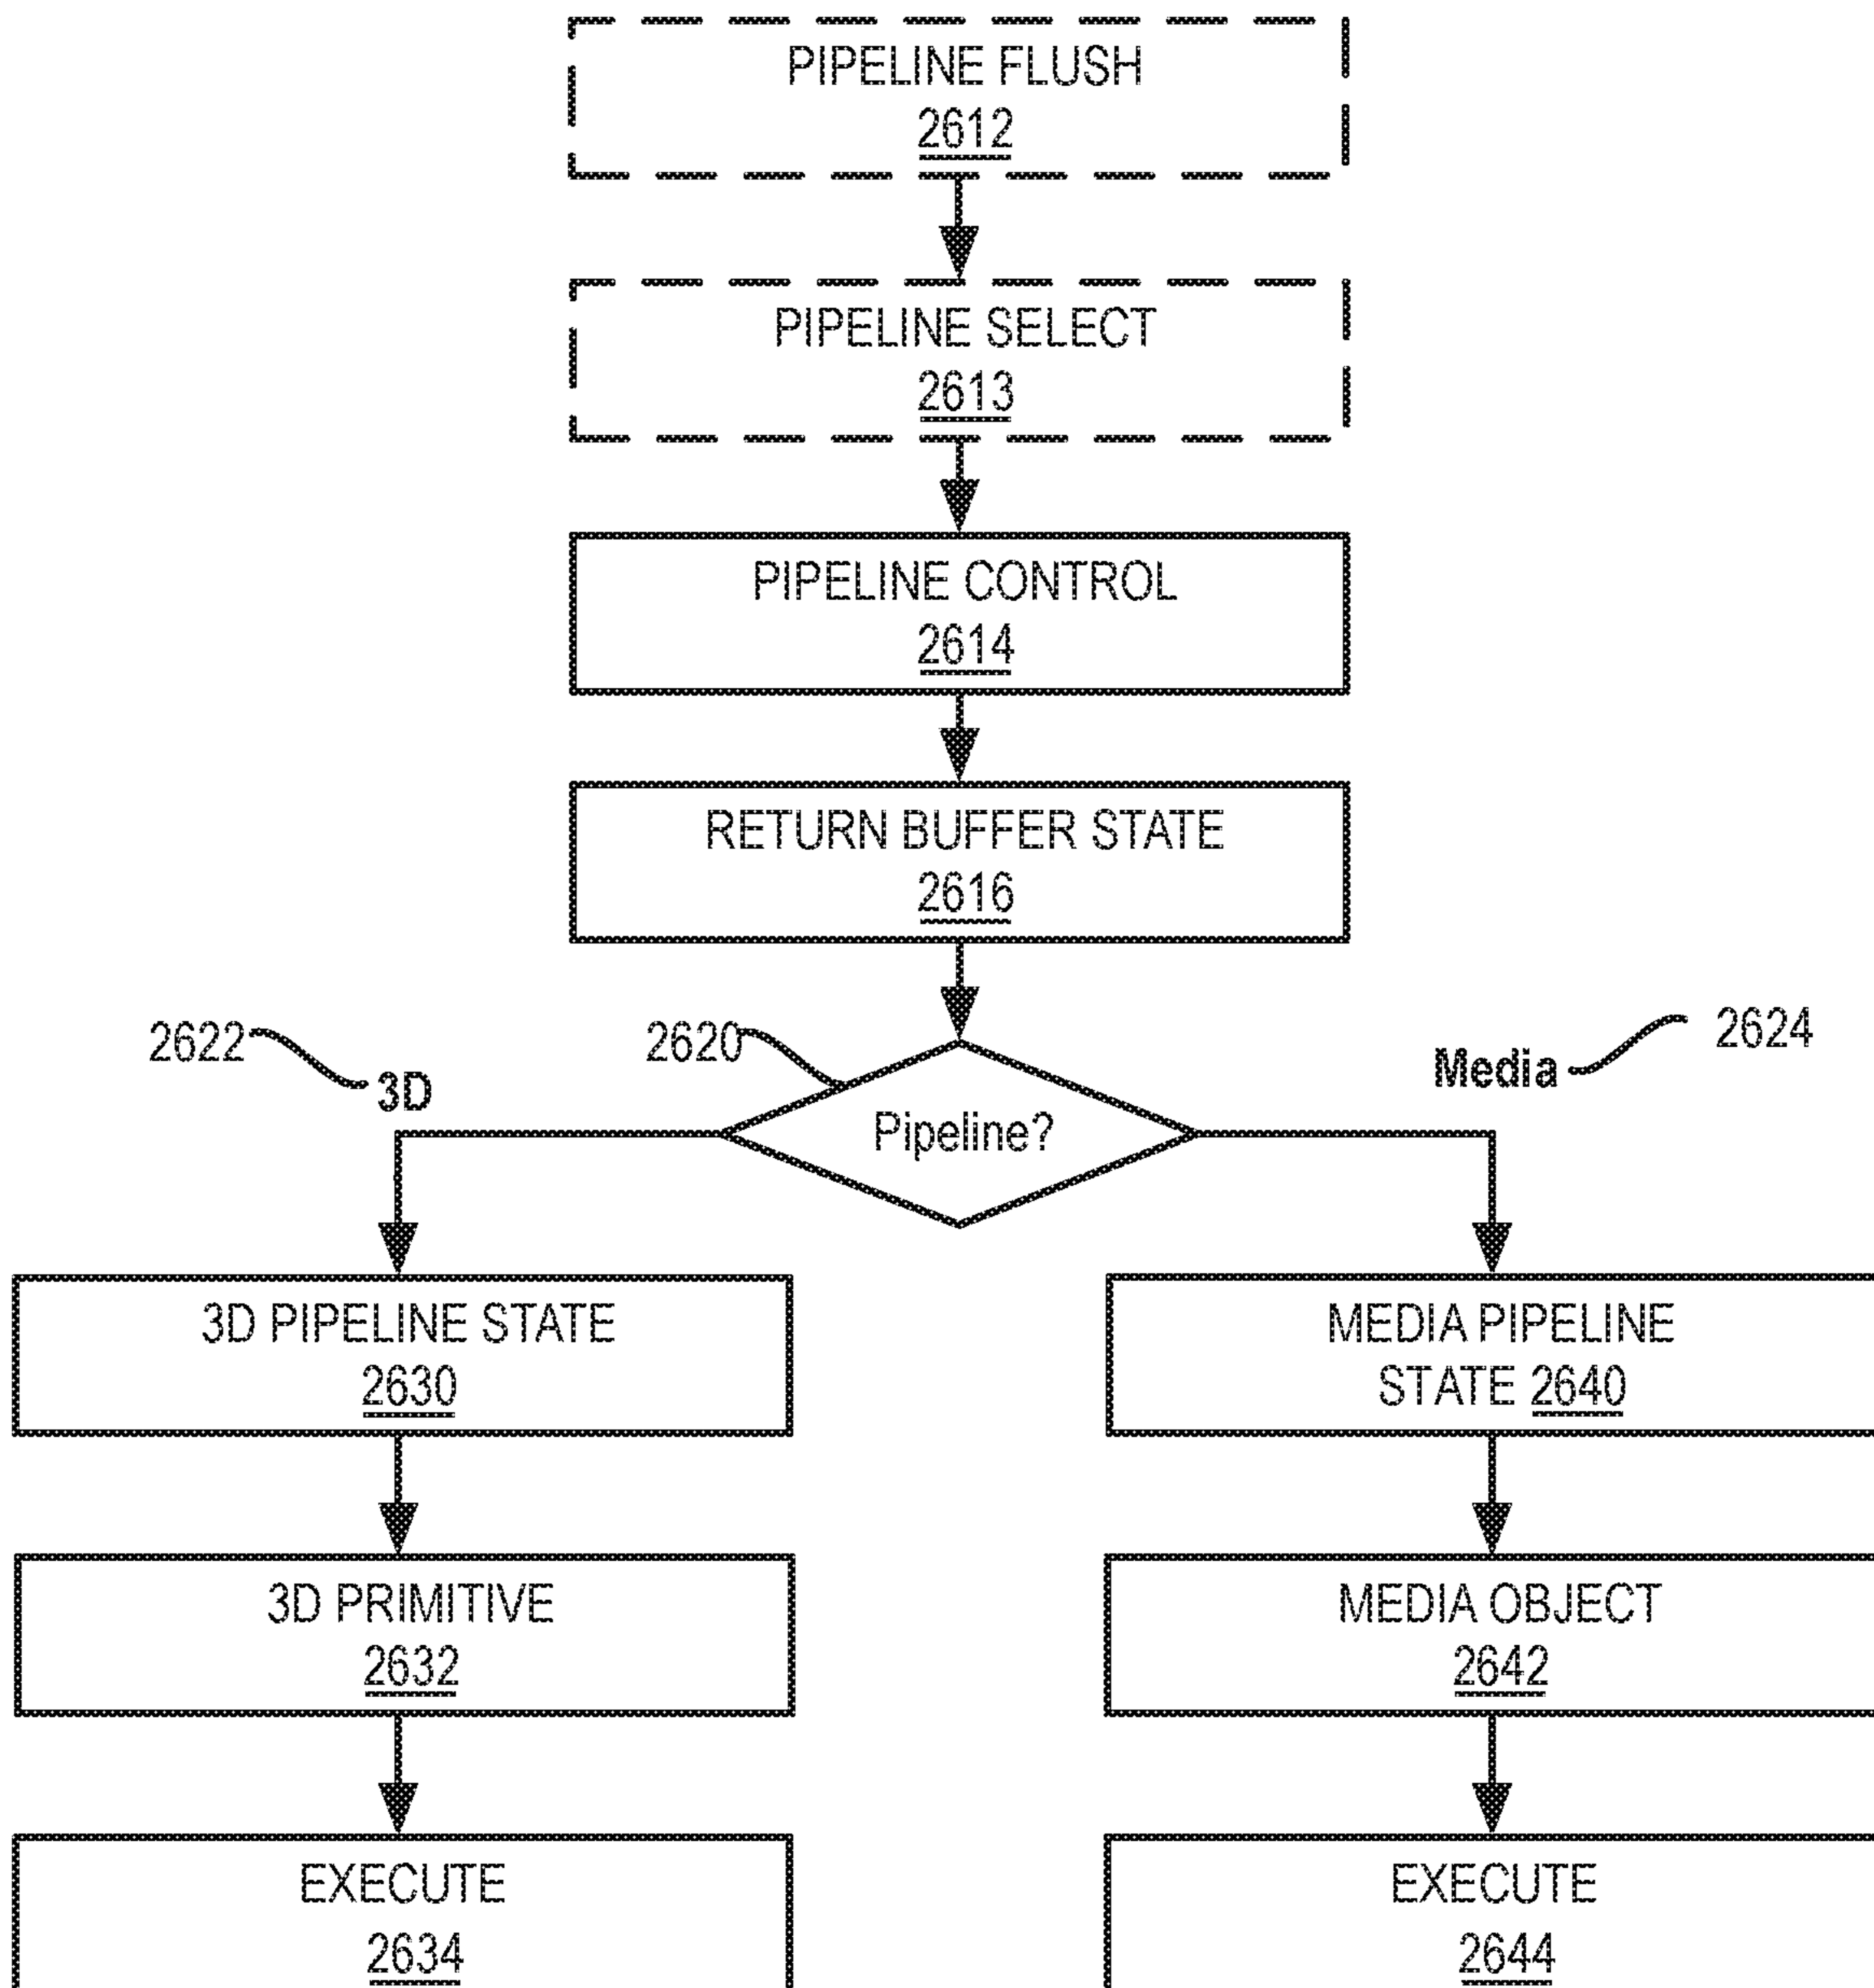 PIPELINE FLUSH
2612
PIPELINE SELECT
2613
PIPELINE CONTROL
2614
RETURN BUFFER STATE
2616
2622
3D
2620
Pipeline?
Media
2624
3D PIPELINE STATE
2630
MEDIA PIPELINE
STATE 2640
3D PRIMITIVE
2632
MEDIA OBJECT
2642
EXECUTE
2634
EXECUTE
2644